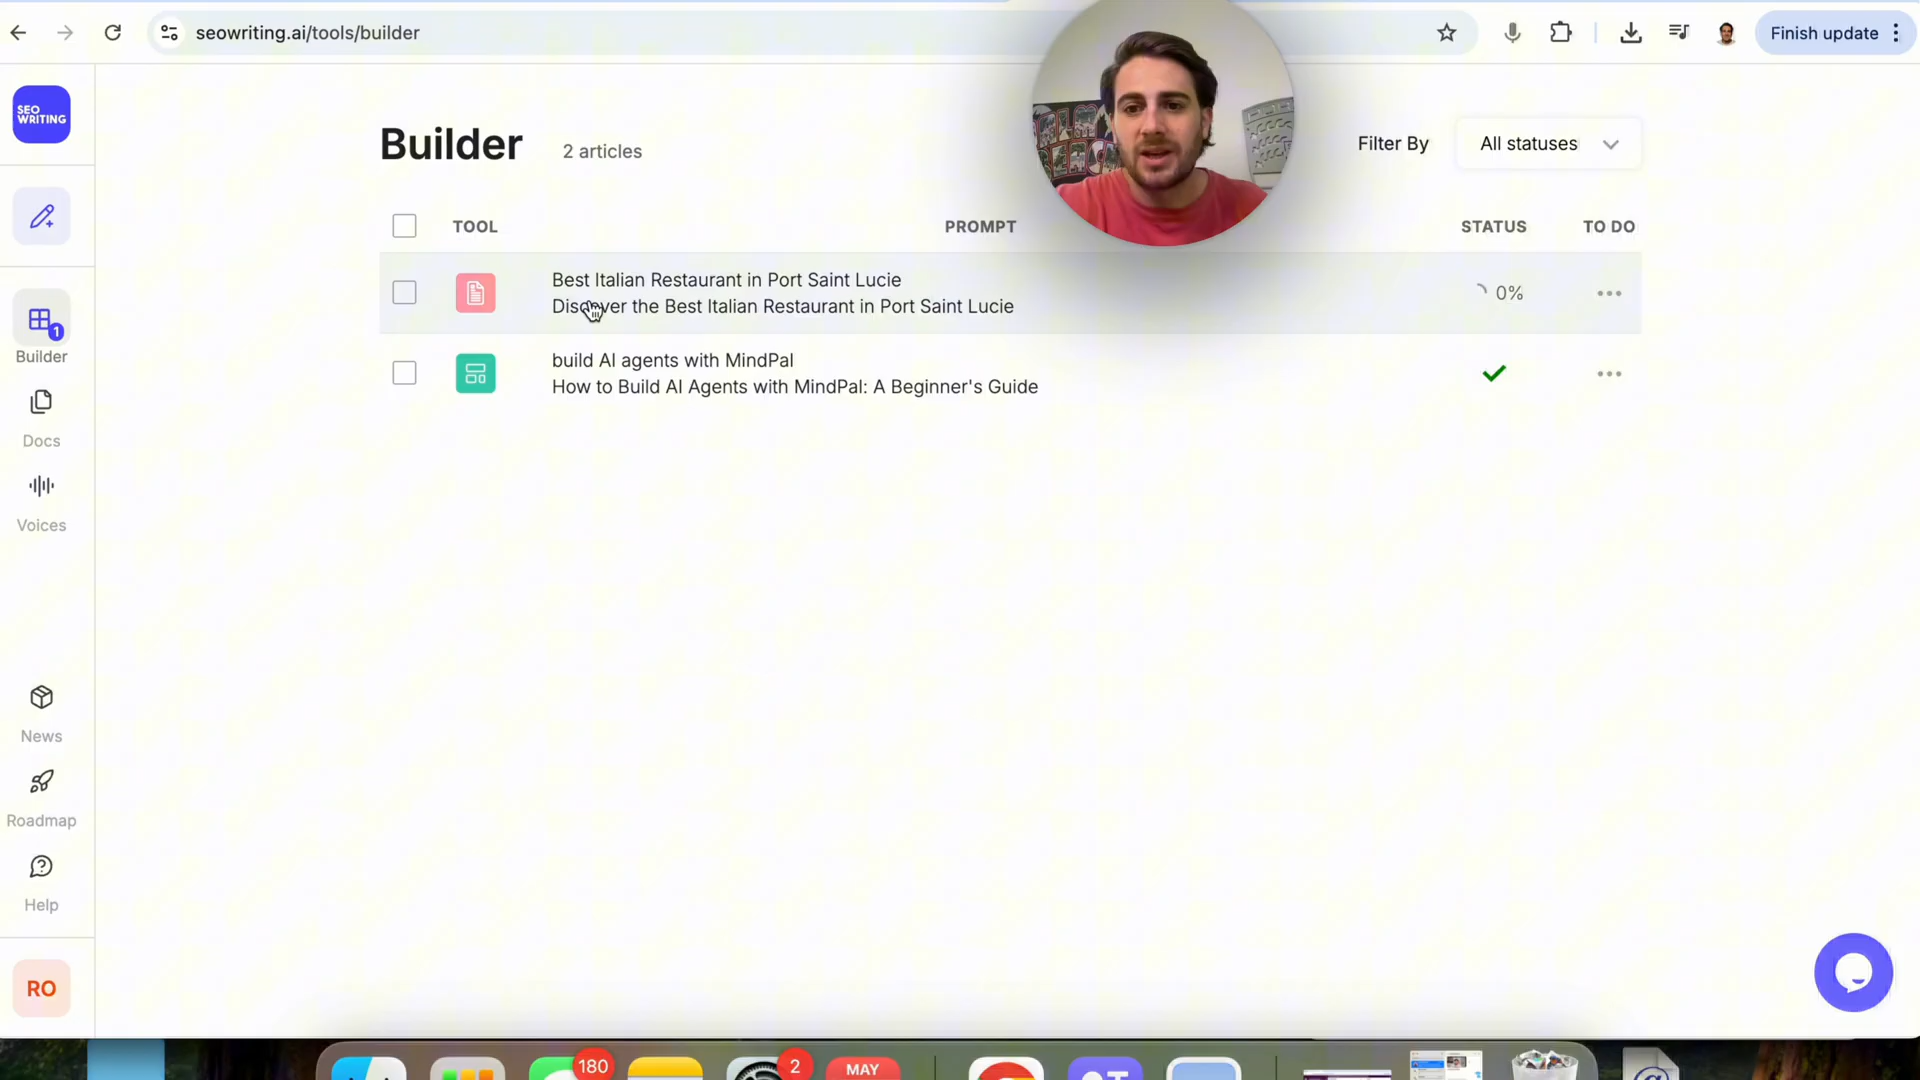 seowriting.ai/tools/builder
Finish update
SEO
WRITING
Builder
2 articles
Filter By
All statuses
TOOL
PROMPT
STATUS
TO DO
Best Italian Restaurant in Port Saint Lucie
Discover the Best Italian Restaurant in Port Saint Lucie
0%
build AI agents with MindPal
How to Build AI Agents with MindPal: A Beginner's Guide
1
Builder
Docs
Voices
News
Roadmap
Help
RO
180
2
MAY